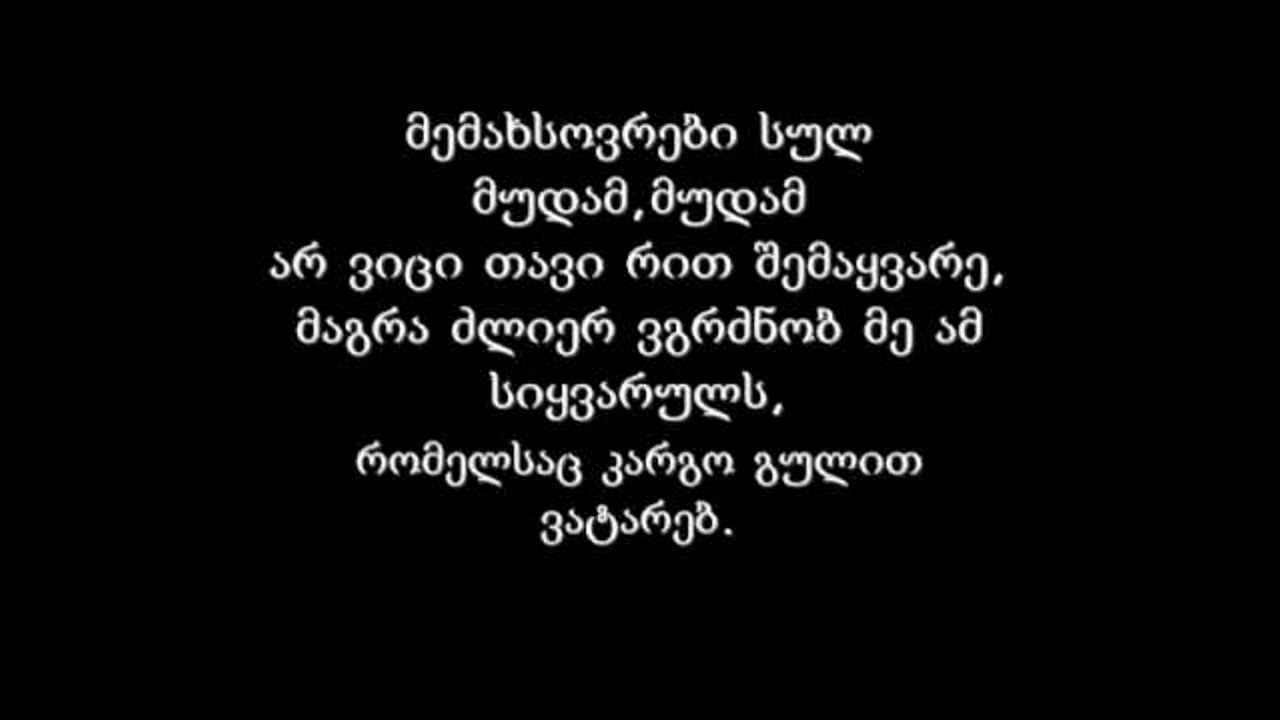 მემახსოვრები სულ
მუდამ,მუდამ
არ ვიცი თავი რით შემაყვარე,
მაგრა ძლიერ ვგრძნობ მე ამ
სიყვარულს,
რომელსაც კარგო გულით
ვატარებ.